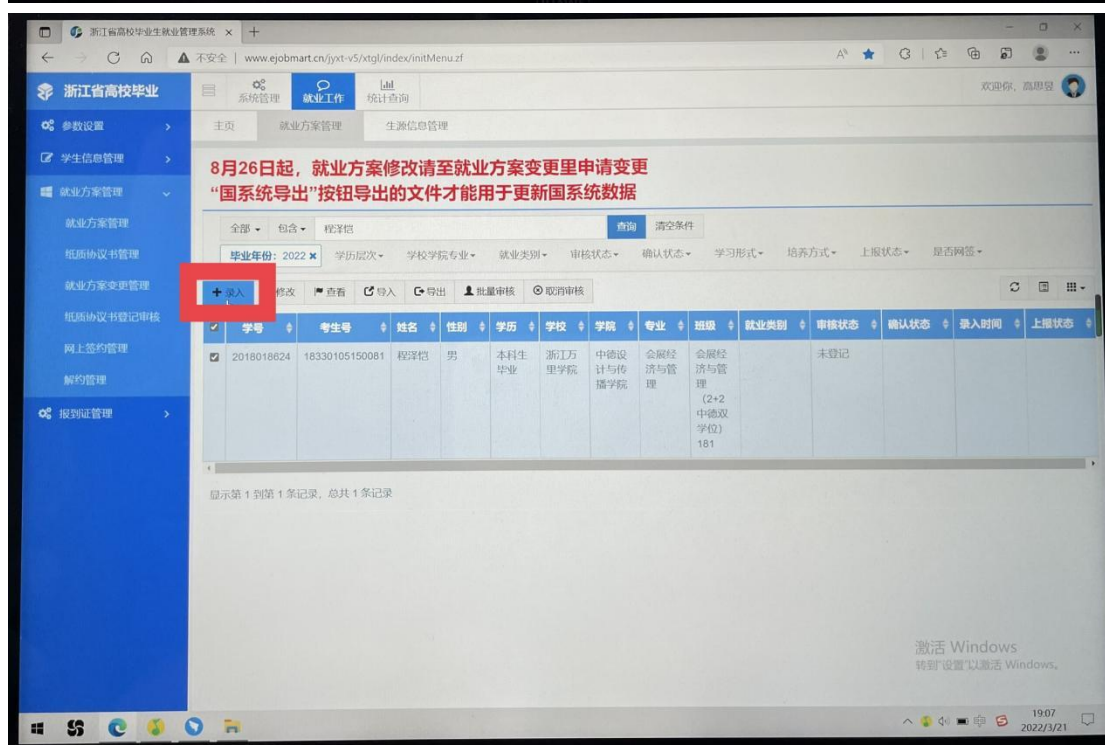 浙江省高校毕业生就业管理系统 × +
不安全 | www.ejobmart.cn/jyxt-v5/xtgl/index/initMenu.zf
浙江省高校毕业
系统管理 就业工作 统计查询
欢迎你、高思昱
参数设置
学生信息管理
就业方案管理
就业方案管理
纸质协议书管理
就业方案变更管理
纸质协议书登记审核
网上签约管理
解约管理
报到证管理
主页 就业方案管理 生源信息管理
8月26日起，就业方案修改请至就业方案变更里申请变更
“国系统导出”按钮导出的文件才能用于更新国系统数据
全部 包含 程洋恺 查询 清空条件
毕业年份：2022 × 学历层次 学校学院专业 就业类别 审核状态 确认状态 学习形式 培养方式 上报状态 是否网签
+录入 修改 查看 导入 导出 批量审核 取消审核
学号 考生号 姓名 性别 学历 学校 学院 专业 班级 就业类别 审核状态 确认状态 录入时间 上报状态
2018018624 18330105150081 程洋恺 男 本科生毕业 浙江万里学院 中德设计与传播学院 会展经济与管理 会展经济与管理（2+2中德双学位）181 未登记
显示第 1 到第 1 条记录，总共 1 条记录
激活 Windows
转到"设置"以激活 Windows。
19:07
2022/3/21